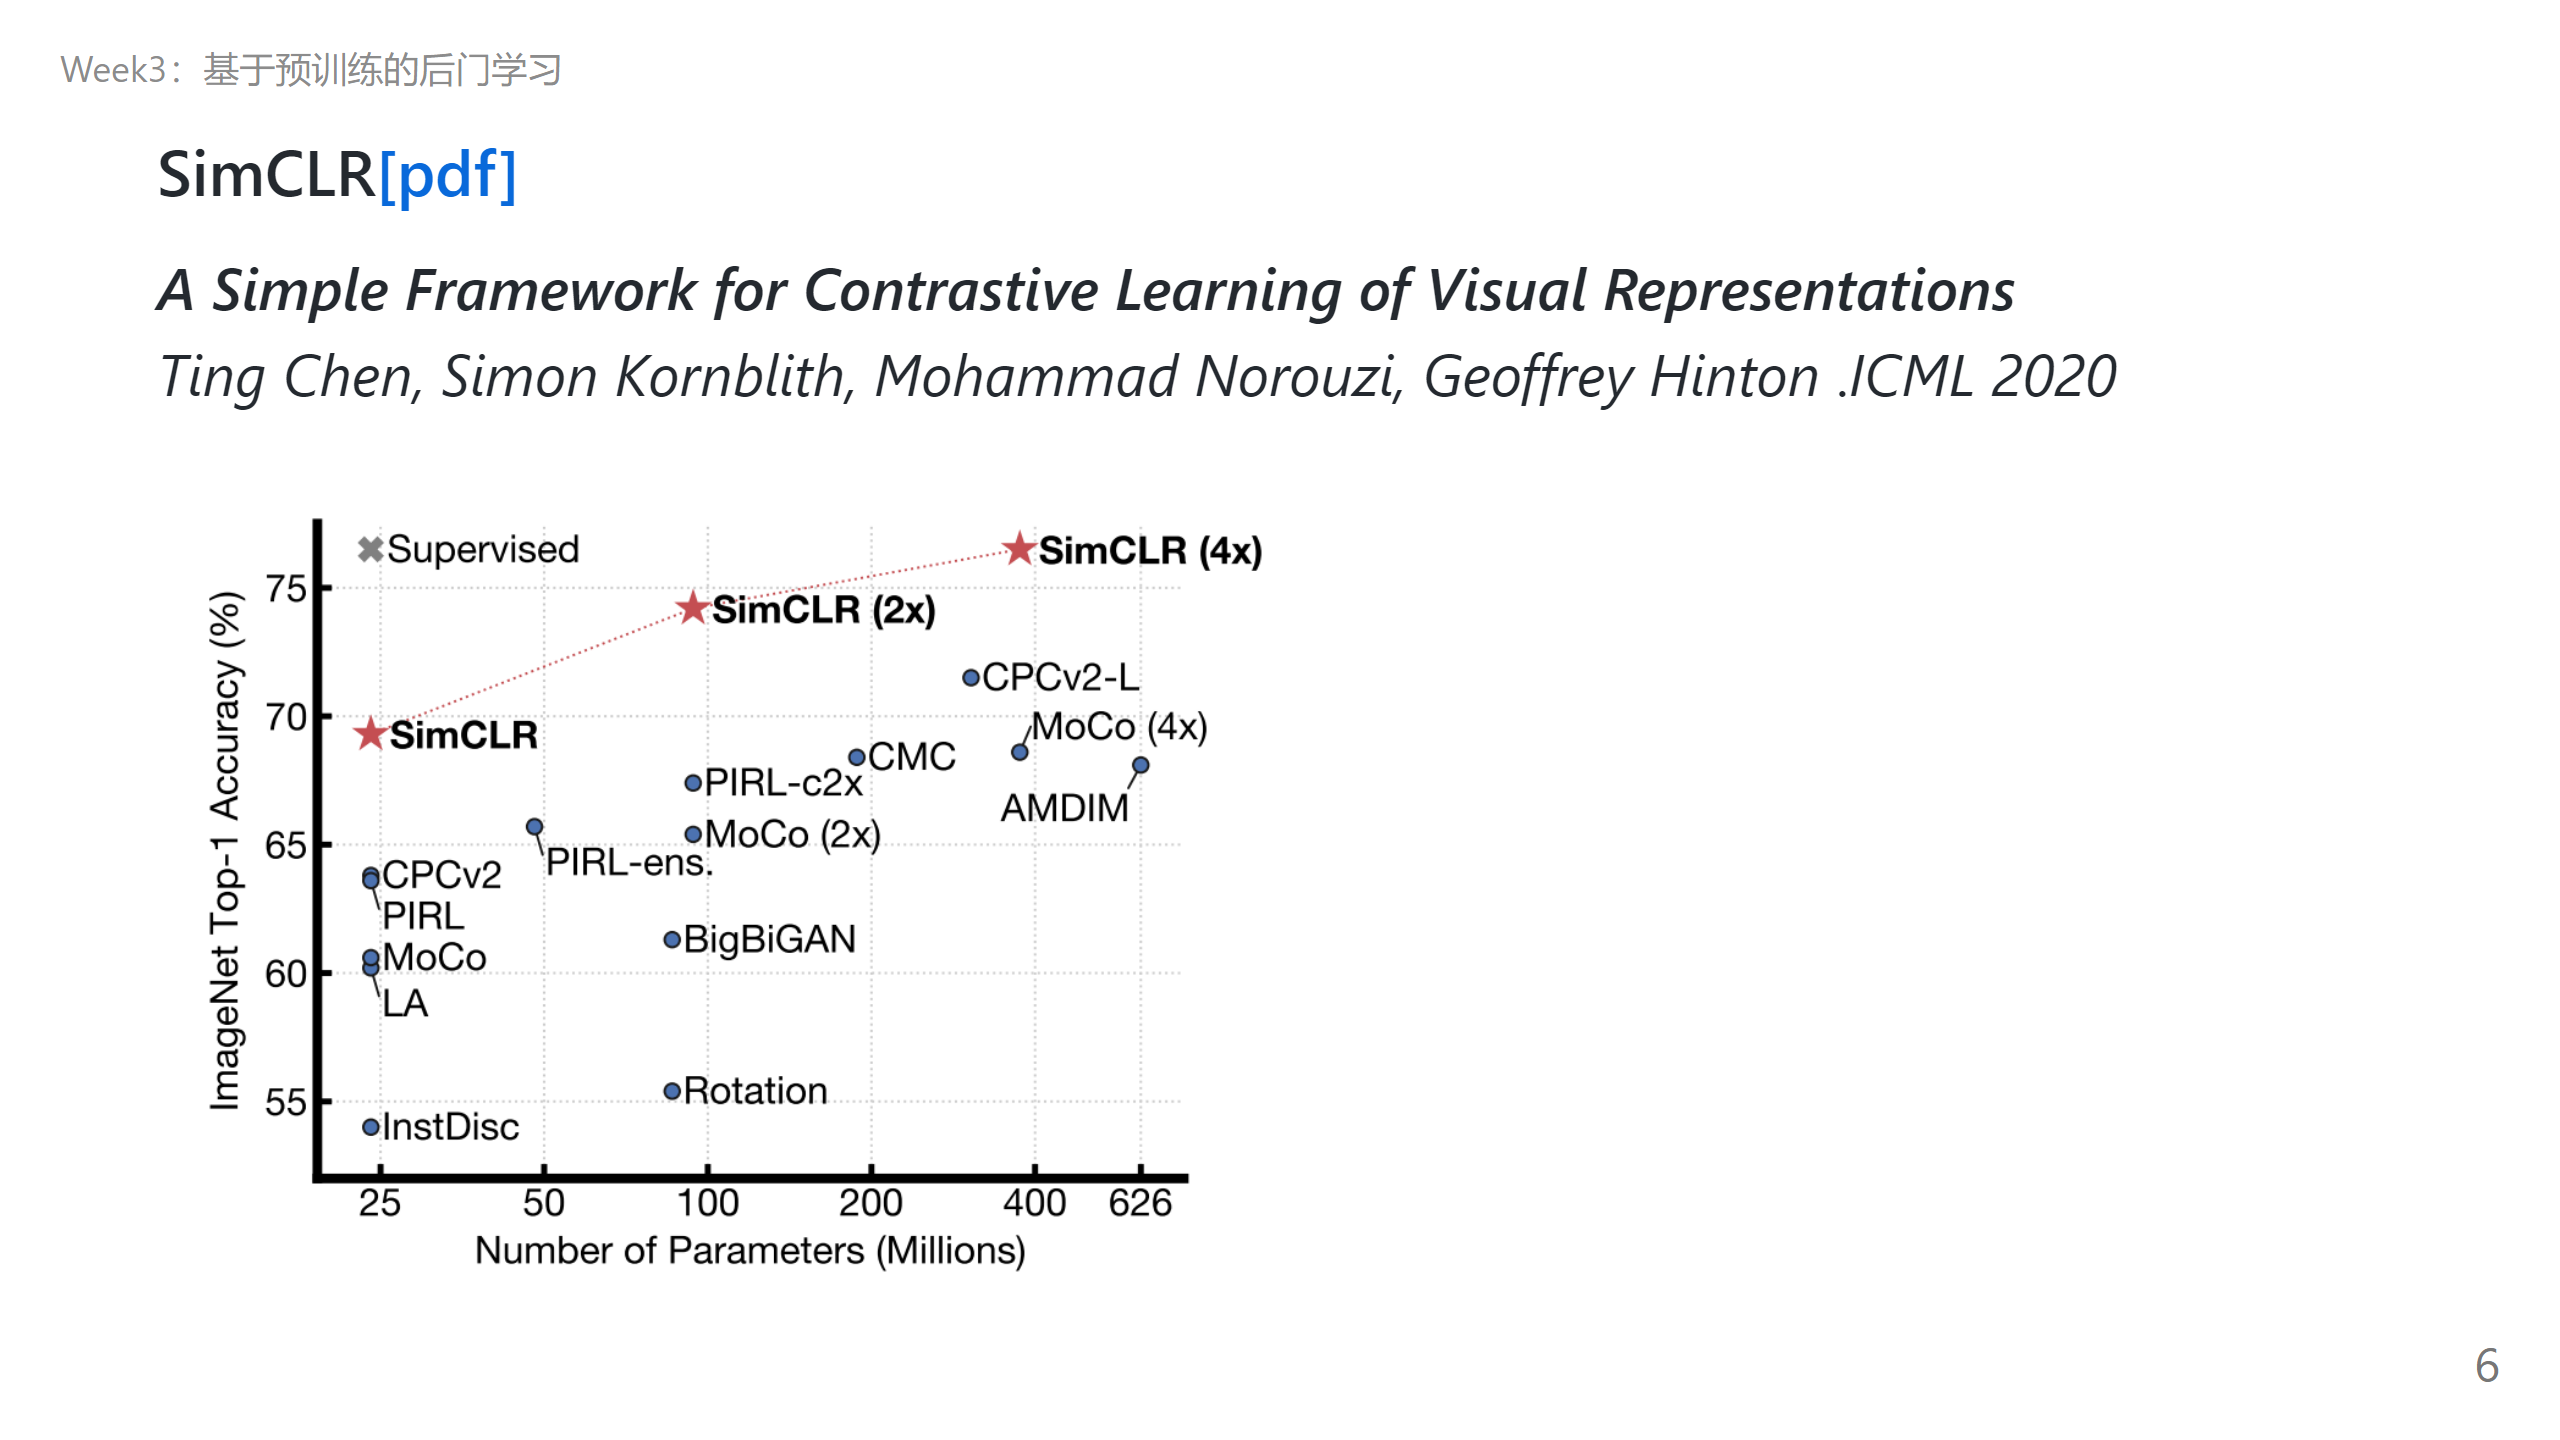 Week3：基于预训练的后门学习
SimCLR[pdf]
A Simple Framework for Contrastive Learning of Visual Representations
Ting Chen, Simon Kornblith, Mohammad Norouzi, Geoffrey Hinton .ICML 2020
Supervised
SimCLR (4x)
75
SimCLR (2x)
CPCv2-L
70
MoCo (4x)
SimCLR
CMC
PIRL-c2x
AMDIM
MoCo (2x)
65
PIRL-ens.
CPCv2
PIRL
BigBiGAN
MoCo
60
LA
Rotation
55
InstDisc
ImageNet Top-1 Accuracy (%)
25 50 100 200 400 626
Number of Parameters (Millions)
6